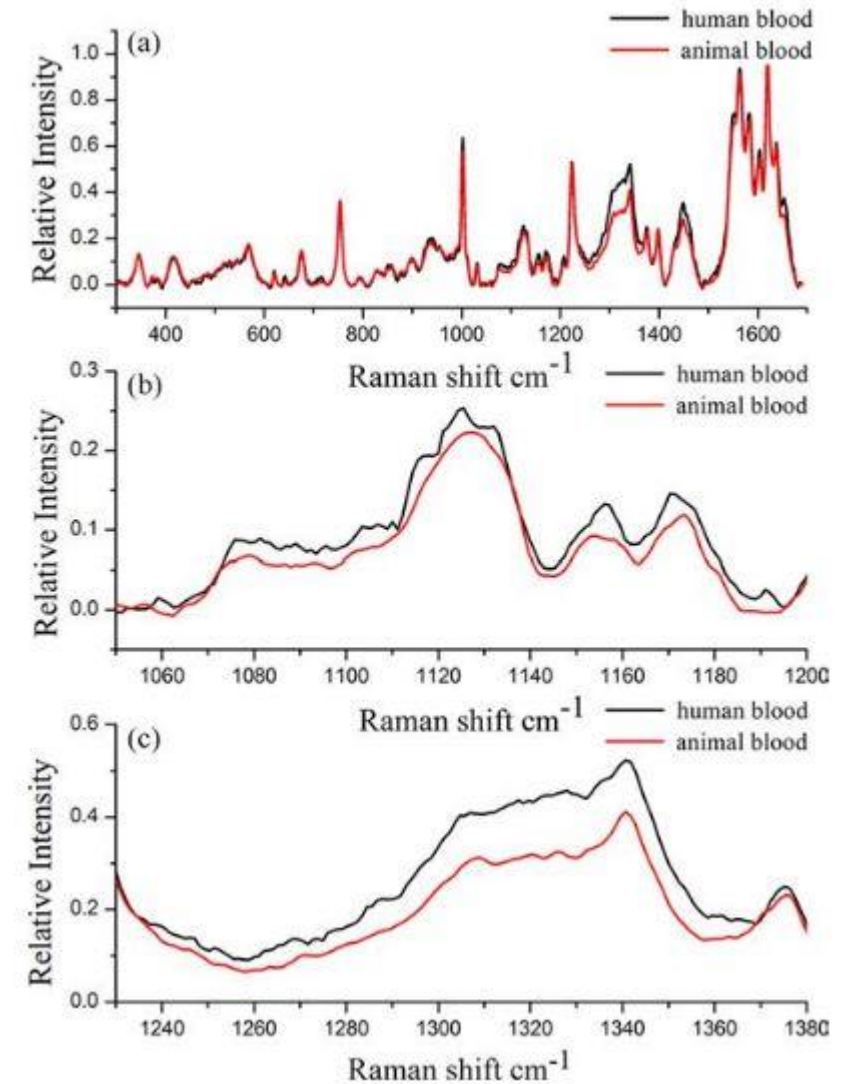 (a)
human blood
animal blood
Relative Intensity
1.0
0.8
0.6
0.4
0.2
0.0
400 600 800 1000 1200 1400 1600
Raman shift cm-1
(b)
human blood
animal blood
Relative Intensity
0.3
0.2
0.1
0.0
1060 1080 1100 1120 1140 1160 1180 1200
Raman shift cm-1
(c)
human blood
animal blood
Relative Intensity
0.6
0.4
0.2
0.0
1240 1260 1280 1300 1320 1340 1360 1380
Raman shift cm-1